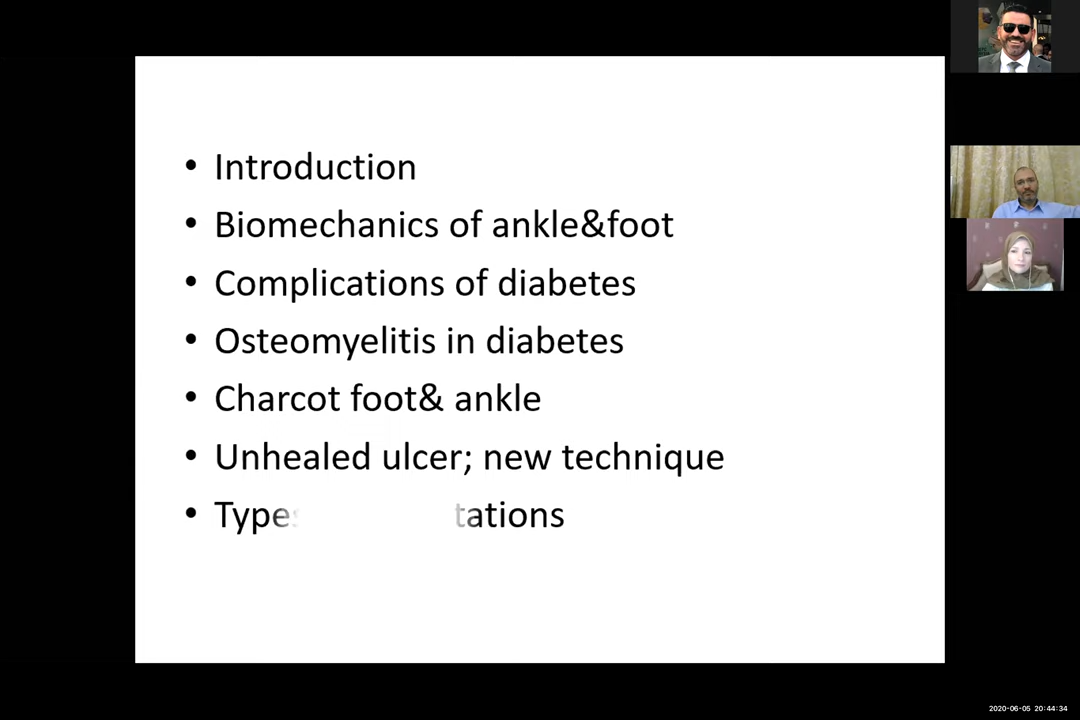 • Introduction
• Biomechanics of ankle&foot
• Complications of diabetes
• Osteomyelitis in diabetes
• Charcot foot& ankle
• Unhealed ulcer; new technique
• Types tations
2020-06-05 20:44:34